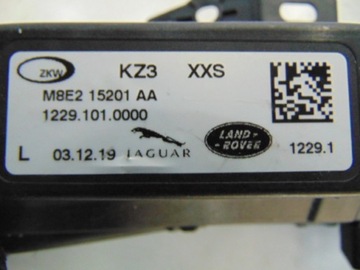 ZKW KZ3 XXS
M8E2 15201 AA
1229.101.0000
L 03.12.19 JAGUAR LAND ROVER 1229.1